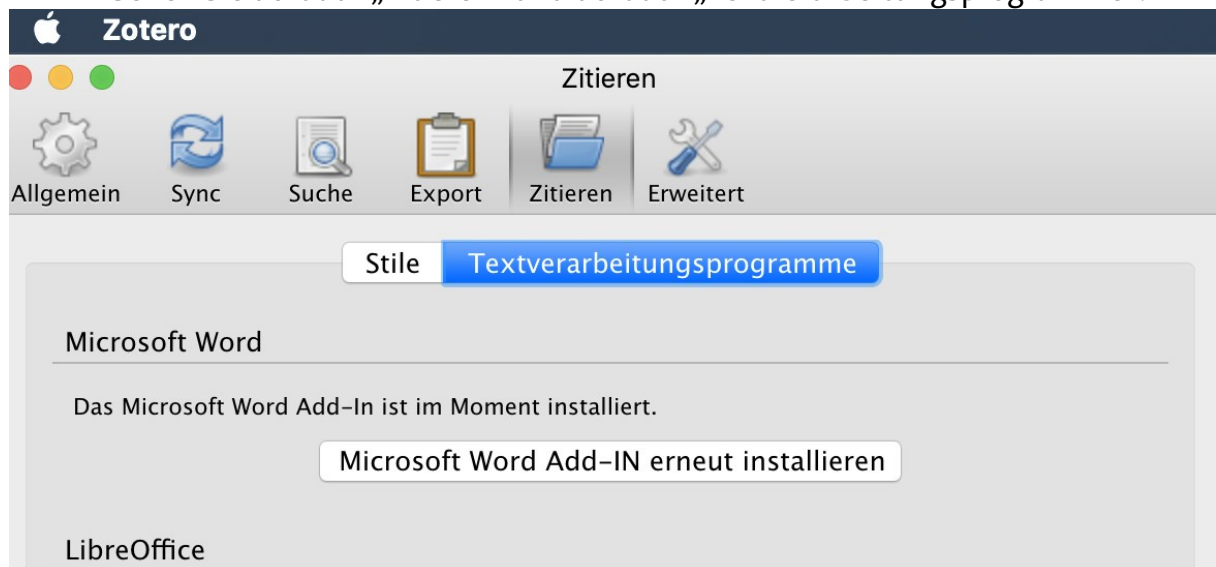 Zotero
Zitieren
Allgemein Sync Suche Export Zitieren Erweitert
Stile Textverarbeitungsprogramme
Microsoft Word
Das Microsoft Word Add-In ist im Moment installiert.
Microsoft Word Add-IN erneut installieren
LibreOffice